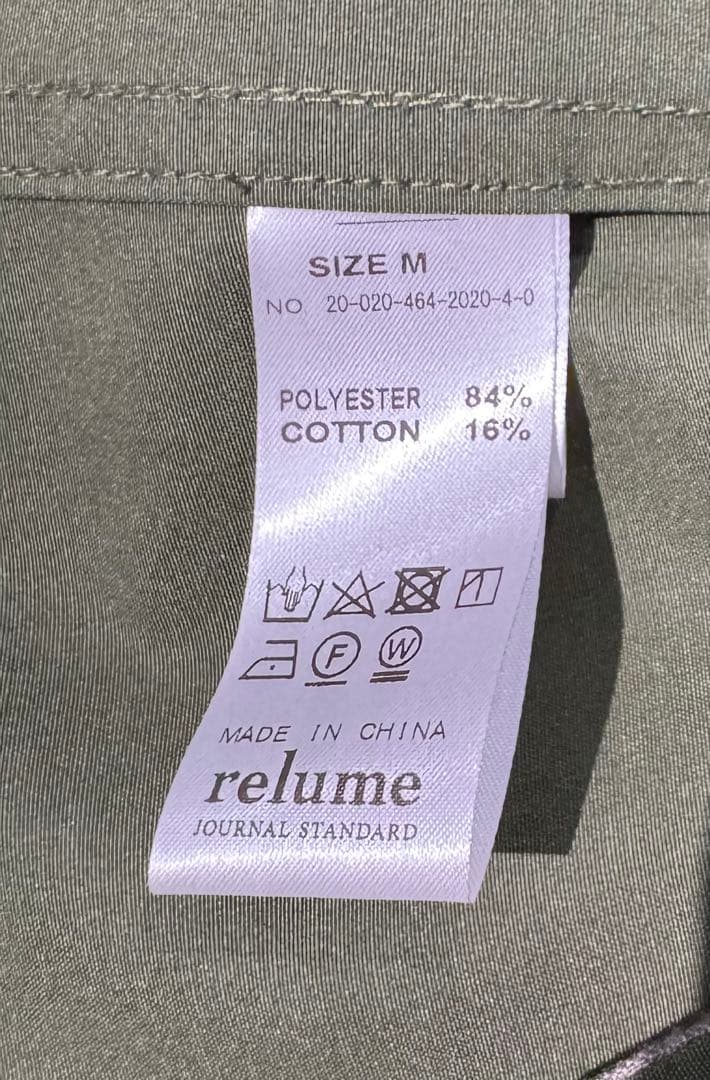 SIZE M
NO 20-020-464-2020-4-0
POLYESTER 84%
COTTON 16%
F W
MADE IN CHINA
relume
JOURNAL STANDARD